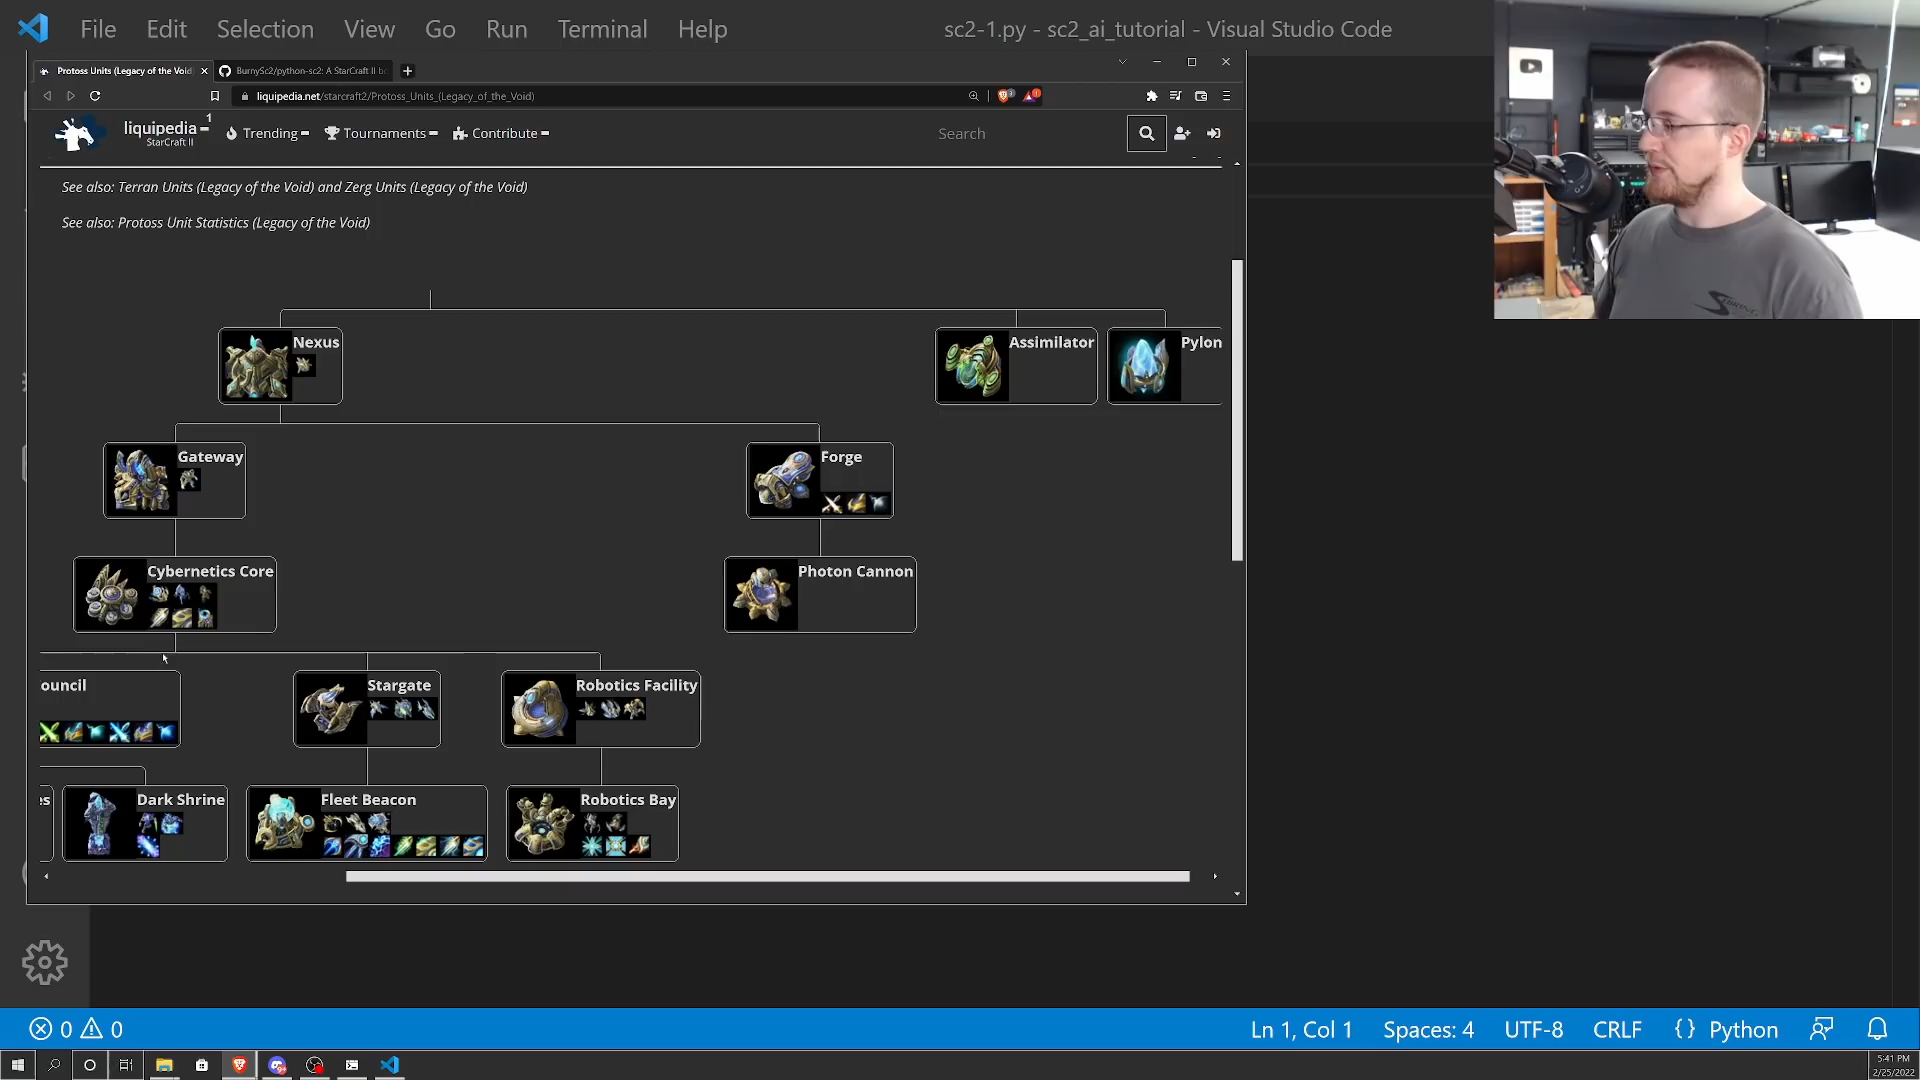 File Edit Selection View Go Run Terminal Help
sc2-1.py - sc2_ai_tutorial - Visual Studio Code
Protoss Units (Legacy of the Void
BurnySc2/python-sc2: A StarCraft II b
liquipedia.net/starcraft2/Protoss_Units_(Legacy_of_the_Void)
liquipedia
StarCraft II
1
Trending
Tournaments
Contribute
Search
See also: Terran Units (Legacy of the Void) and Zerg Units (Legacy of the Void)
See also: Protoss Unit Statistics (Legacy of the Void)
Nexus
Assimilator
Pylon
Gateway
Forge
Cybernetics Core
Photon Cannon
ouncil
Stargate
Robotics Facility
es
Dark Shrine
Fleet Beacon
Robotics Bay
0 0
Ln 1, Col 1
Spaces: 4
UTF-8
CRLF
{} Python
5:41 PM
2/25/2022